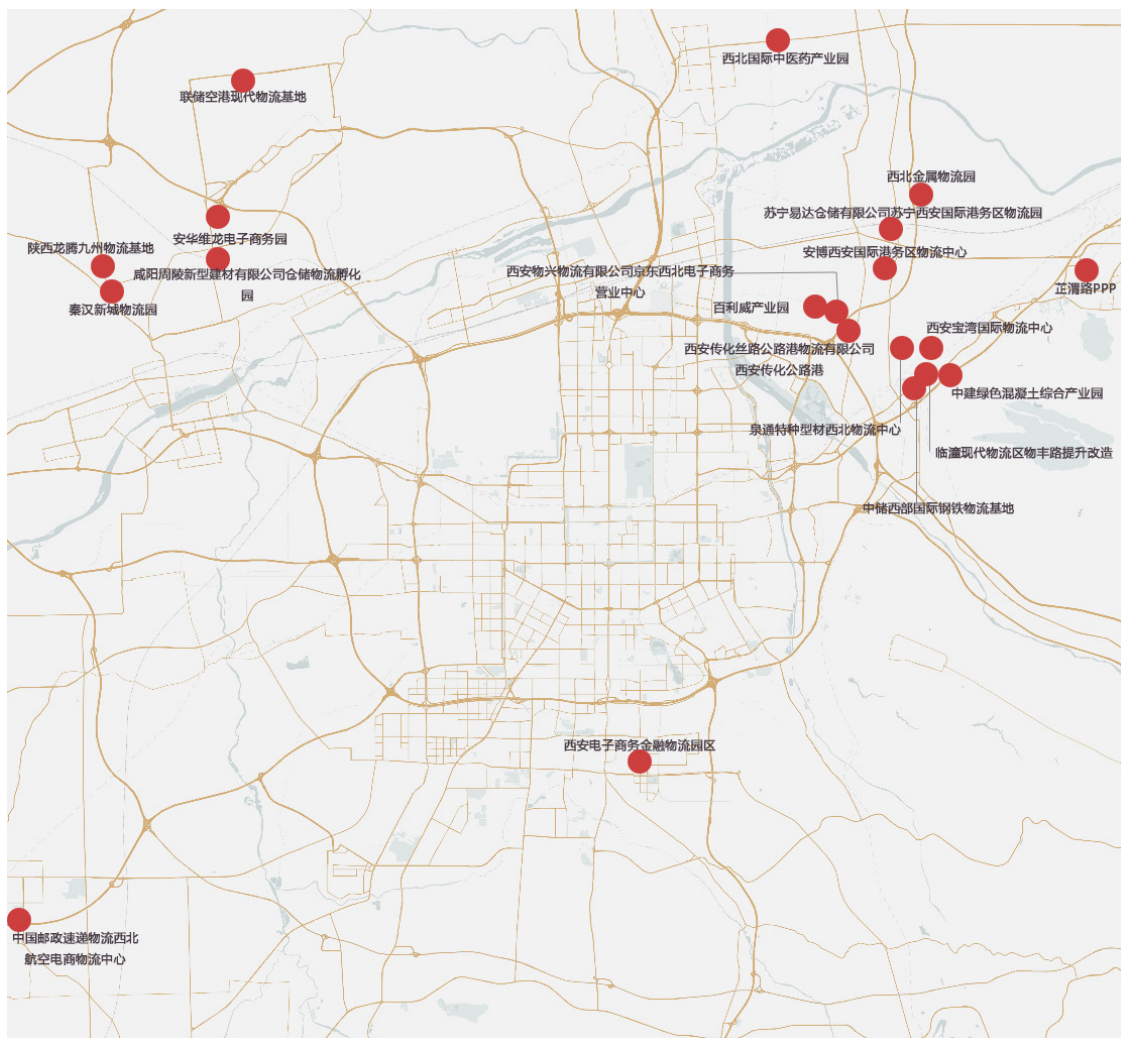 西北国际中医药产业园
联储空港现代物流基地
西北金属物流园
苏宁易达仓储有限公司苏宁西安国际港务区物流园
安华维龙电子商务园
陕西龙腾九州物流基地
安博西安国际港务区物流中心
咸阳周陵新型建材有限公司仓储物流孵化
园
西安物兴物流有限公司京东西北电子商务
营业中心
芷渭路PPP
秦汉新城物流园
百利威产业园
西安宝湾国际物流中心
西安传化丝路公路港物流有限公司
西安传化公路港
中建绿色混凝土综合产业园
泉通特种型材西北物流中心
临潼现代物流区物丰路提升改造
中储西部国际钢铁物流基地
西安电子商务金融物流园区
中国邮政速递物流西北
航空电商物流中心